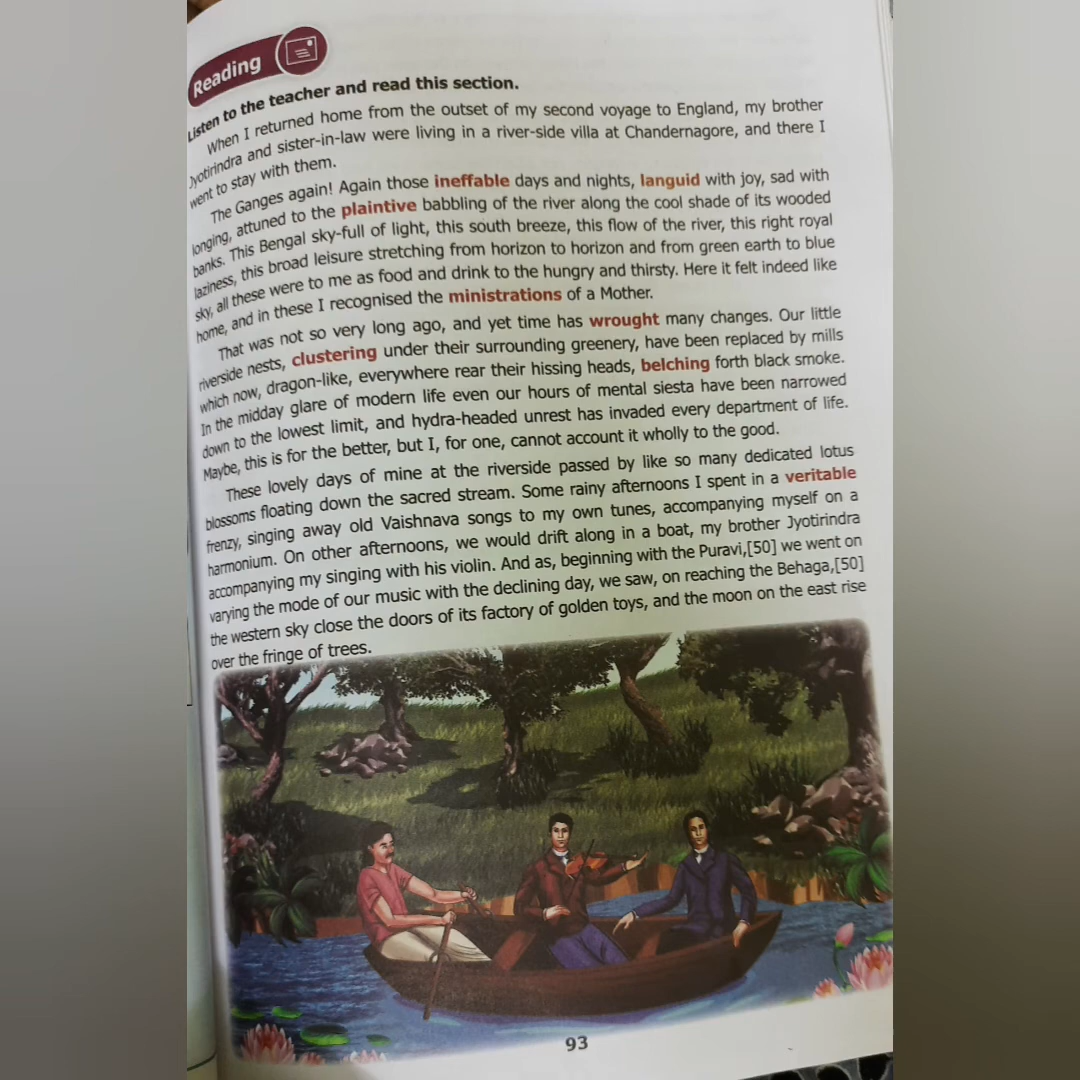 Reading
Listen to the teacher and read this section.
When I returned home from the outset of my second voyage to England, my brother
Jyotirindra and sister-in-law were living in a river-side villa at Chandernagore, and there I
went to stay with them.
The Ganges again! Again those ineffable days and nights, languid with joy, sad with
longing, attuned to the plaintive babbling of the river along the cool shade of its wooded
banks. This Bengal sky-full of light, this south breeze, this flow of the river, this right royal
laziness, this broad leisure stretching from horizon to horizon and from green earth to blue
sky, all these were to me as food and drink to the hungry and thirsty. Here it felt indeed like
home, and in these I recognised the ministrations of a Mother.
That was not so very long ago, and yet time has wrought many changes. Our little
riverside nests, clustering under their surrounding greenery, have been replaced by mills
which now, dragon-like, everywhere rear their hissing heads, belching forth black smoke.
In the midday glare of modern life even our hours of mental siesta have been narrowed
down to the lowest limit, and hydra-headed unrest has invaded every department of life.
Maybe, this is for the better, but I, for one, cannot account it wholly to the good.
These lovely days of mine at the riverside passed by like so many dedicated lotus
blossoms floating down the sacred stream. Some rainy afternoons I spent in a veritable
frenzy, singing away old Vaishnava songs to my own tunes, accompanying myself on a
harmonium. On other afternoons, we would drift along in a boat, my brother Jyotirindra
accompanying my singing with his violin. And as, beginning with the Puravi,[50] we went on
varying the mode of our music with the declining day, we saw, on reaching the Behaga,[50]
the western sky close the doors of its factory of golden toys, and the moon on the east rise
over the fringe of trees.
93